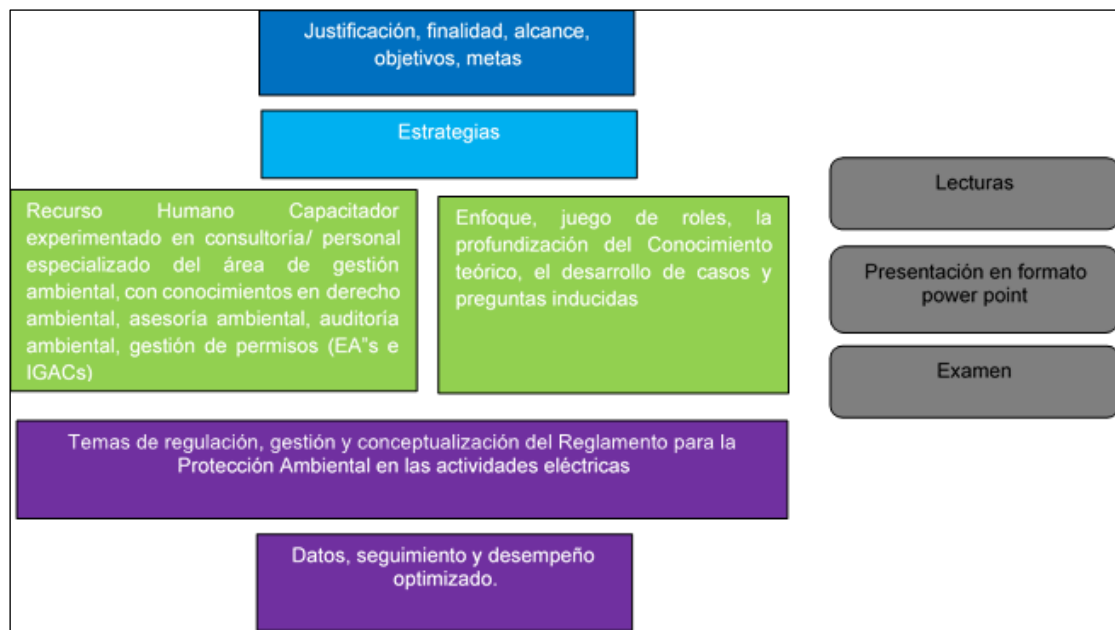 Justificación, finalidad, alcance,
objetivos, metas
Estrategias
Recurso Humano Capacitador
experimentado en consultoría/ personal
especializado del área de gestión
ambiental, con conocimientos en derecho
ambiental, asesoría ambiental, auditoría
ambiental, gestión de permisos (EA"s e
IGACs)
Enfoque, juego de roles, la
profundización del Conocimiento
teórico, el desarrollo de casos y
preguntas inducidas
Lecturas
Presentación en formato
power point
Examen
Temas de regulación, gestión y conceptualización del Reglamento para la
Protección Ambiental en las actividades eléctricas
Datos, seguimiento y desempeño
optimizado.